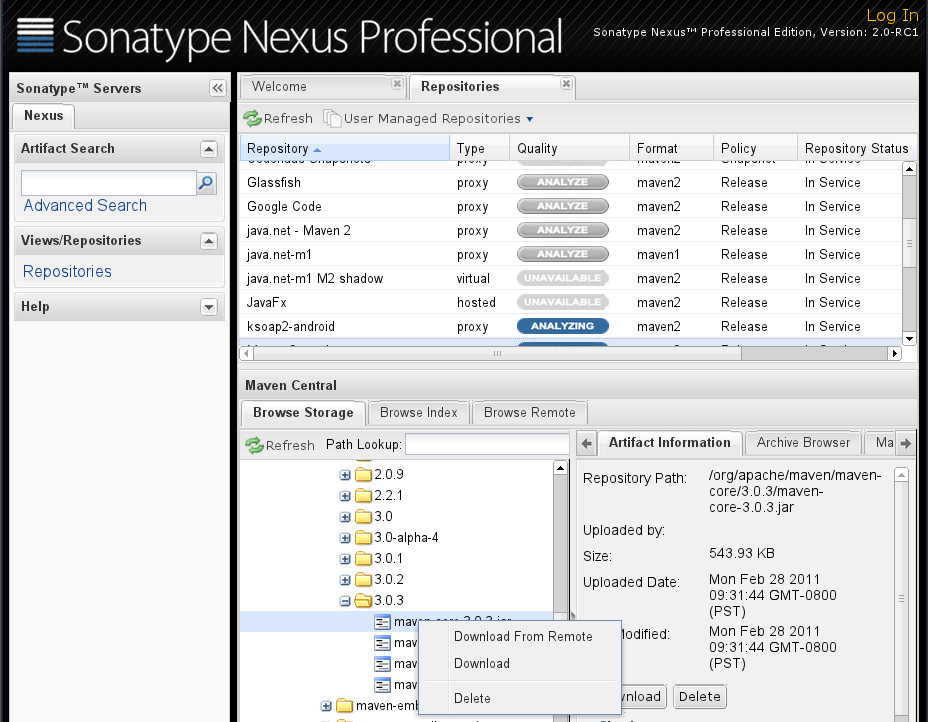 Log In
Sonatype Nexus Professional
Sonatype Nexus™ Professional Edition, Version: 2.0-RC1
Sonatype™ Servers
Nexus
Artifact Search
Advanced Search
Views/Repositories
Repositories
Help
Welcome
Repositories
Refresh
User Managed Repositories
Repository Type Quality Format Policy Repository Status
Codehaus Snapshots proxy maven2 Snapshot In Service
Glassfish proxy ANALYZE maven2 Release In Service
Google Code proxy ANALYZE maven2 Release In Service
java.net - Maven 2 proxy ANALYZE maven2 Release In Service
java.net-m1 proxy ANALYZE maven1 Release In Service
java.net-m1 M2 shadow virtual UNAVAILABLE maven2 Release In Service
JavaFx hosted UNAVAILABLE maven2 Release In Service
ksoap2-android proxy ANALYZING maven2 Release In Service
Maven Central
Browse Storage
Browse Index
Browse Remote
Refresh
Path Lookup:
2.0.9
2.2.1
3.0
3.0-alpha-4
3.0.1
3.0.2
3.0.3
maven-core-3.0.3.jar
mav
mav
mav
maven-emb
Download From Remote
Download
Delete
Artifact Information
Archive Browser
Ma
Repository Path: /org/apache/maven/maven-
core/3.0.3/maven-
core-3.0.3.jar
Uploaded by:
Size: 543.93 KB
Uploaded Date: Mon Feb 28 2011
09:31:44 GMT-0800
(PST)
Modified: Mon Feb 28 2011
09:31:44 GMT-0800
(PST)
nload
Delete